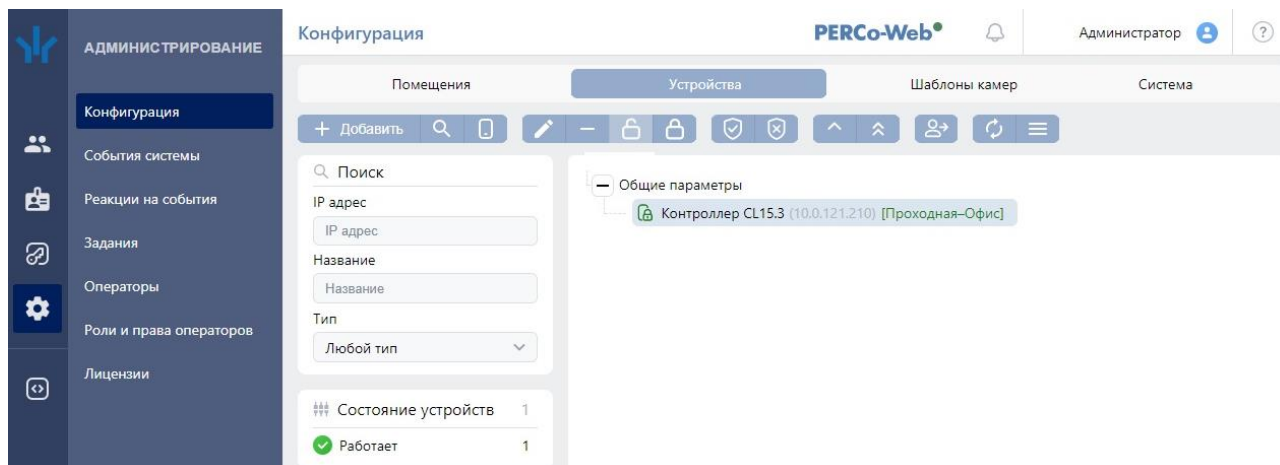 АДМИНИСТРИРОВАНИЕ
Конфигурация
События системы
Реакции на события
Задания
Операторы
Роли и права операторов
Лицензии
Конфигурация
PERCo-Web
Администратор
?
Помещения
Устройства
Шаблоны камер
Система
+ Добавить
Поиск
IP адрес
IP адрес
Название
Название
Тип
Любой тип
Состояние устройств 1
Работает 1
Общие параметры
Контроллер CL15.3 (10.0.121.210) [Проходная–Офис]